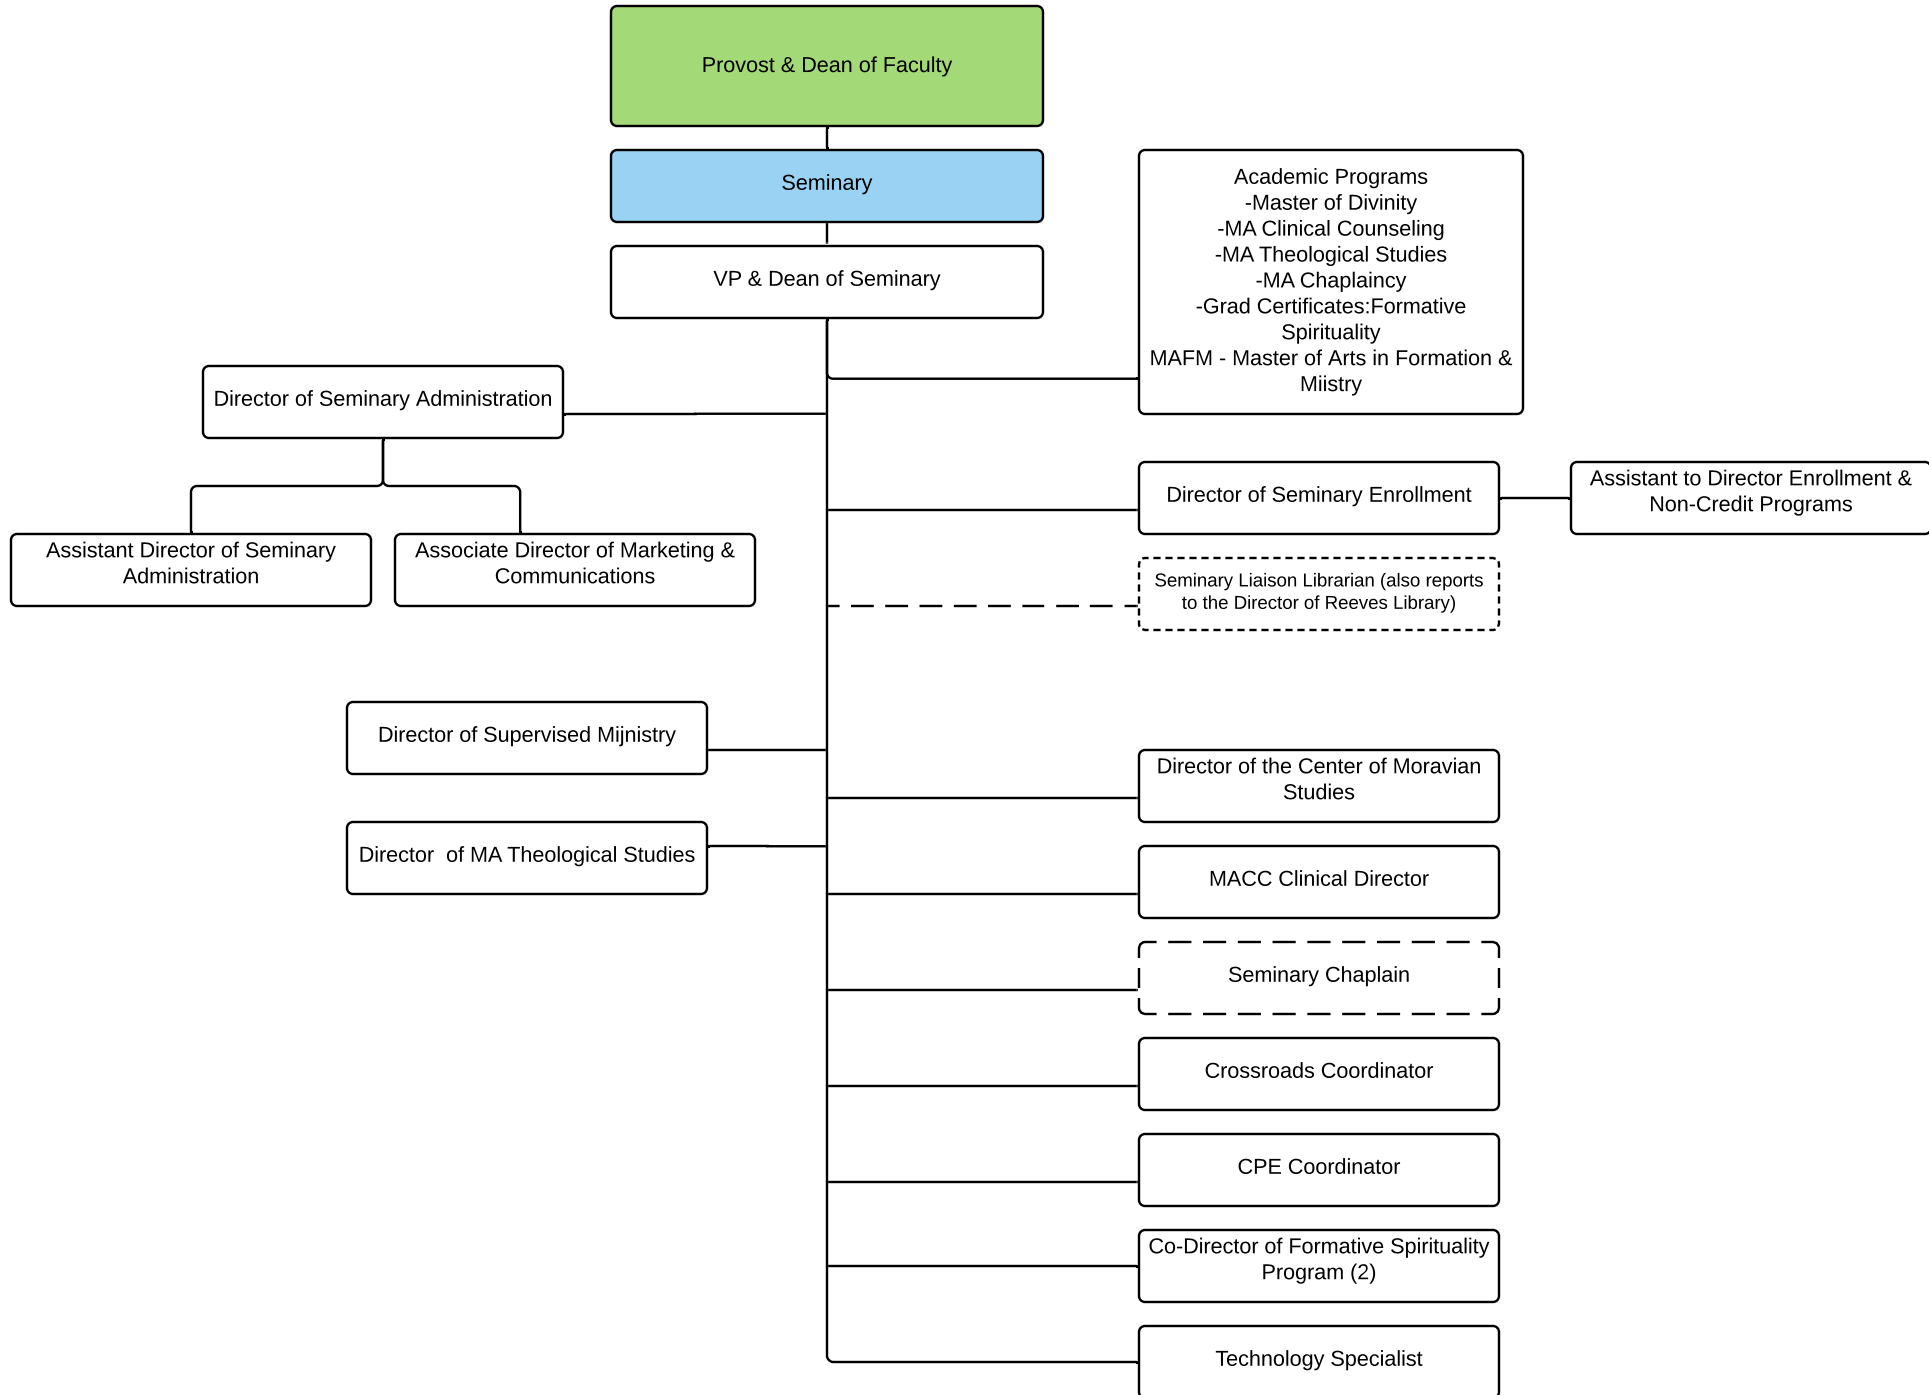 Provost & Dean of Faculty
Seminary
VP & Dean of Seminary
Academic Programs
-Master of Divinity
-MA Clinical Counseling
-MA Theological Studies
-MA Chaplaincy
-Grad Certificates:Formative
Spirituality
MAFM - Master of Arts in Formation &
Miistry
Director of Seminary Administration
Assistant Director of Seminary
Administration
Associate Director of Marketing &
Communications
Director of Seminary Enrollment
Assistant to Director Enrollment &
Non-Credit Programs
Seminary Liaison Librarian (also reports
to the Director of Reeves Library)
Director of Supervised Mijnistry
Director  of MA Theological Studies
Director of the Center of Moravian
Studies
MACC Clinical Director
Seminary Chaplain
Crossroads Coordinator
CPE Coordinator
Co-Director of Formative Spirituality
Program (2)
Technology Specialist